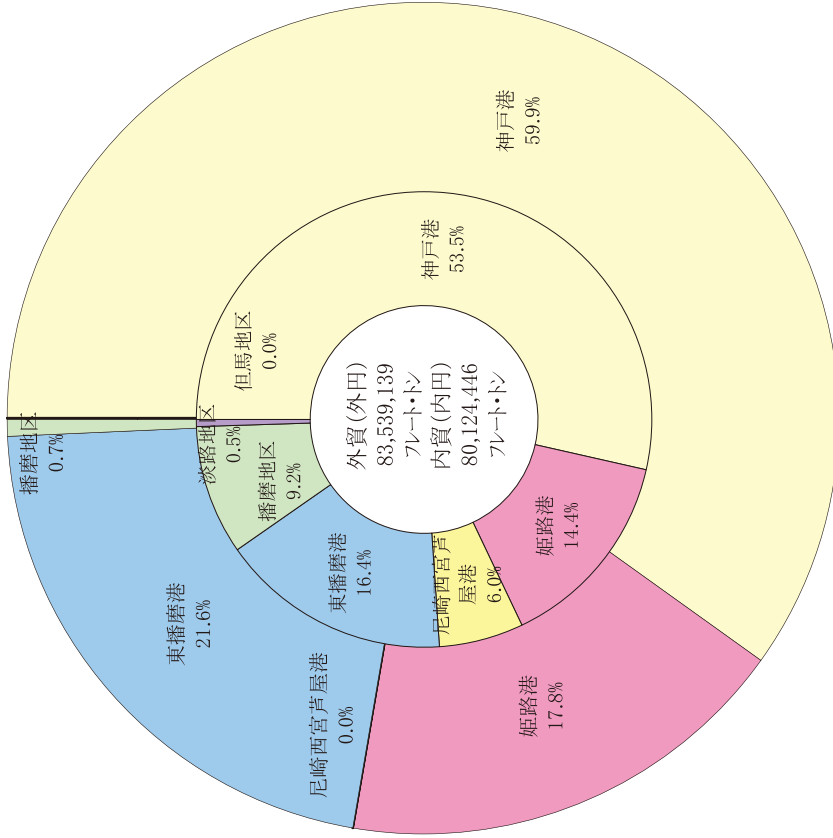 外貿(外円)
83,539,139
フレート・トン
内貿(内円)
80,124,446
フレート・トン
神戸港
59.9%
姫路港
17.8%
尼崎西宮芦屋港
0.0%
東播磨港
21.6%
播磨地区
0.7%
神戸港
53.5%
姫路港
14.4%
尼崎西宮芦
屋港
6.0%
東播磨港
16.4%
播磨地区
9.2%
淡路地区
0.5%
但馬地区
0.0%